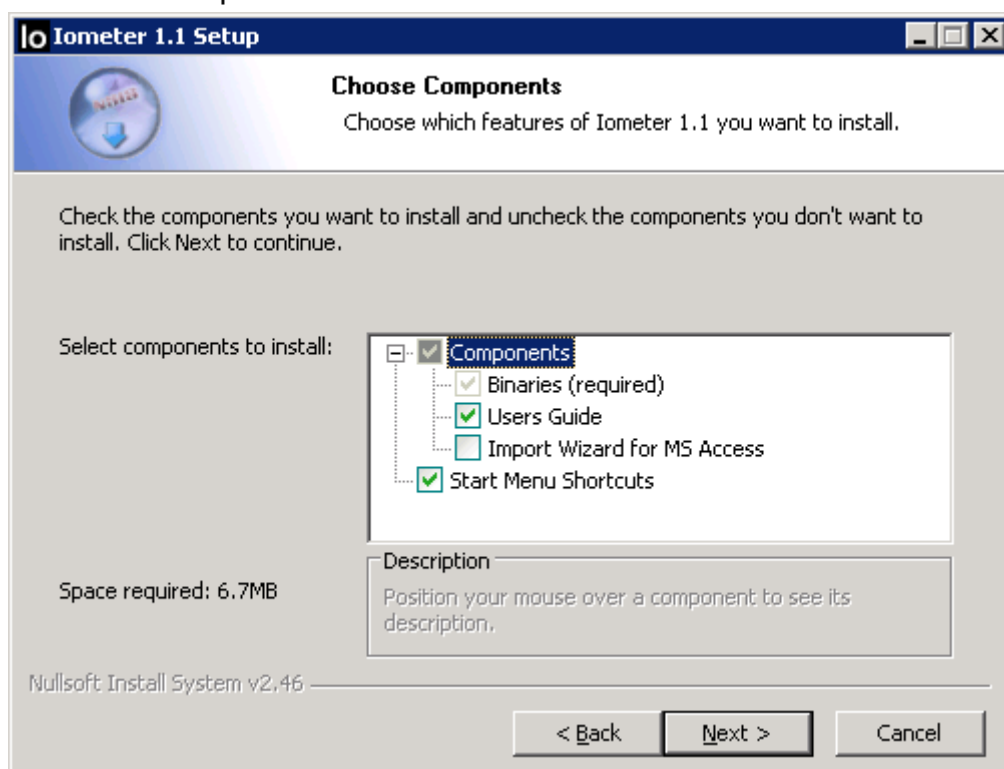 Iometer 1.1 Setup
Choose Components
Choose which features of Iometer 1.1 you want to install.
Check the components you want to install and uncheck the components you don't want to
install. Click Next to continue.
Select components to install:
Components
Binaries (required)
Users Guide
Import Wizard for MS Access
Start Menu Shortcuts
Space required: 6.7MB
Description
Position your mouse over a component to see its
description.
Nullsoft Install System v2.46
< Back
Next >
Cancel